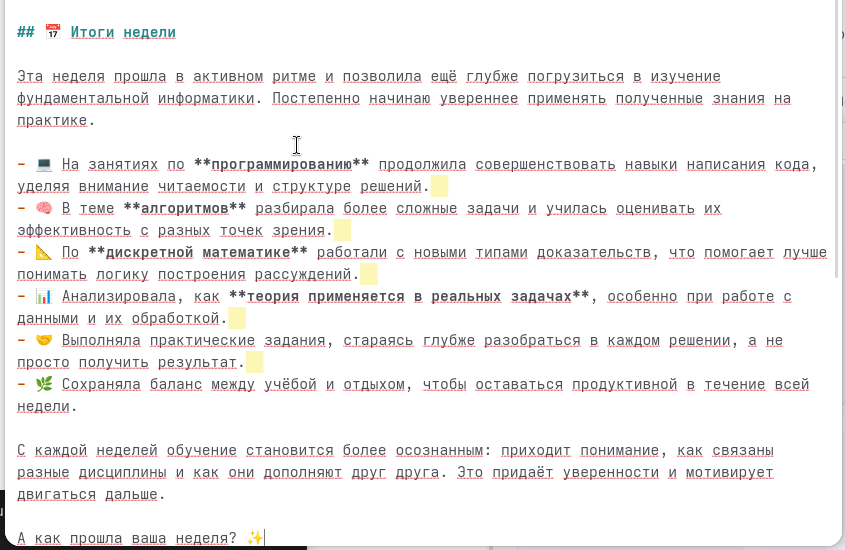 ## 📅 Итоги недели
Эта неделя прошла в активном ритме и позволила ещё глубже погрузиться в изучение
фундаментальной информатики. Постепенно начинаю увереннее применять полученные знания на
практике.
- 💻 На занятиях по **программированию** продолжила совершенствовать навыки написания кода,
уделяя внимание читаемости и структуре решений.
- 🧠 В теме **алгоритмов** разбирала более сложные задачи и училась оценивать их
эффективность с разных точек зрения.
- 📐 По **дискретной математике** работали с новыми типами доказательств, что помогает лучше
понимать логику построения рассуждений.
- 📊 Анализировала, как **теория применяется в реальных задачах**, особенно при работе с
данными и их обработкой.
- 🤝 Выполняла практические задания, стараясь глубже разобраться в каждом решении, а не
просто получить результат.
- 🌿 Сохраняла баланс между учёбой и отдыхом, чтобы оставаться продуктивной в течение всей
недели.
С каждой неделей обучение становится более осознанным: приходит понимание, как связаны
разные дисциплины и как они дополняют друг друга. Это придаёт уверенности и мотивирует
двигаться дальше.
А как прошла ваша неделя? ✨